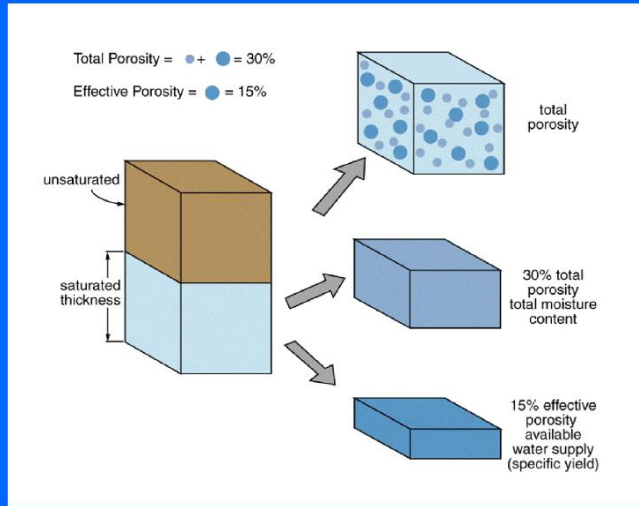 Total Porosity = + = 30%
Effective Porosity = = 15%
total
porosity
unsaturated
saturated
thickness
30% total
porosity
total moisture
content
15% effective
porosity
available
water supply
(specific yield)